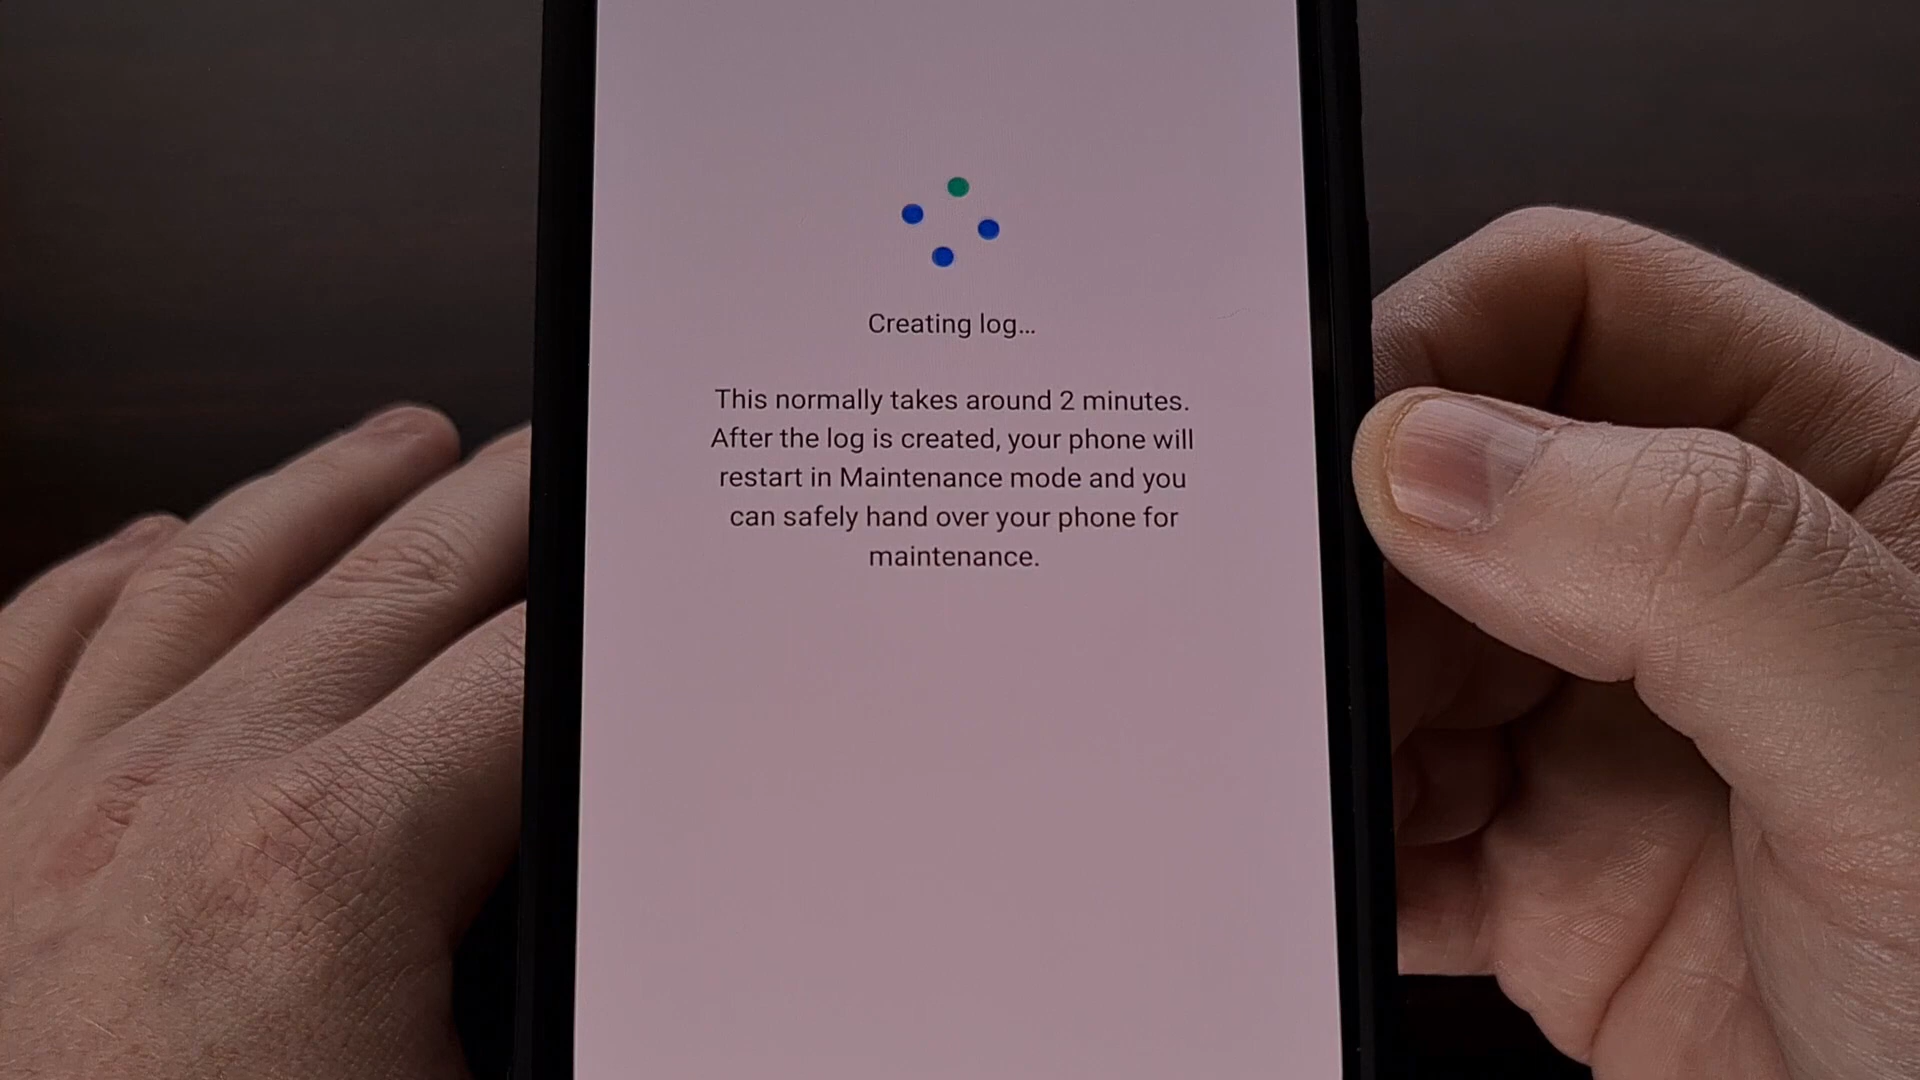 Creating log...
This normally takes around 2 minutes.
After the log is created, your phone will
restart in Maintenance mode and you
can safely hand over your phone for
maintenance.